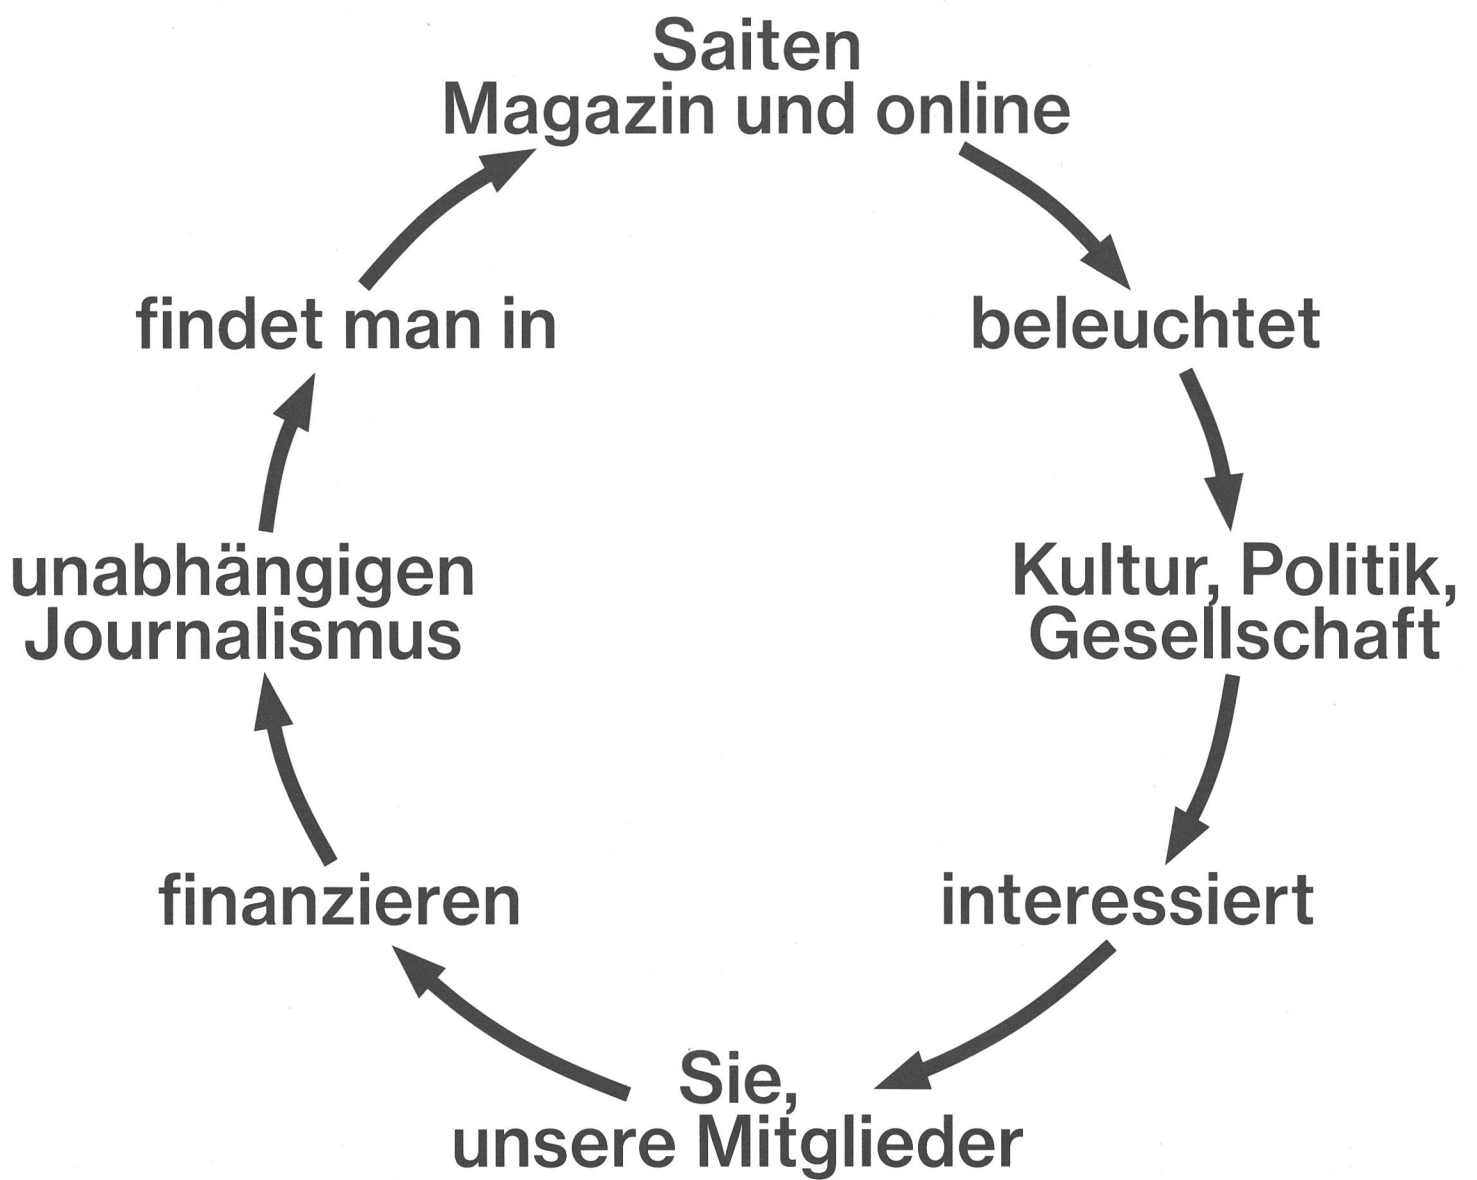 Saiten
Magazin und online
beleuchtet
Kultur, Politik,
Gesellschaft
interessiert
Sie,
unsere Mitglieder
finanzieren
unabhängigen
Journalismus
findet man in